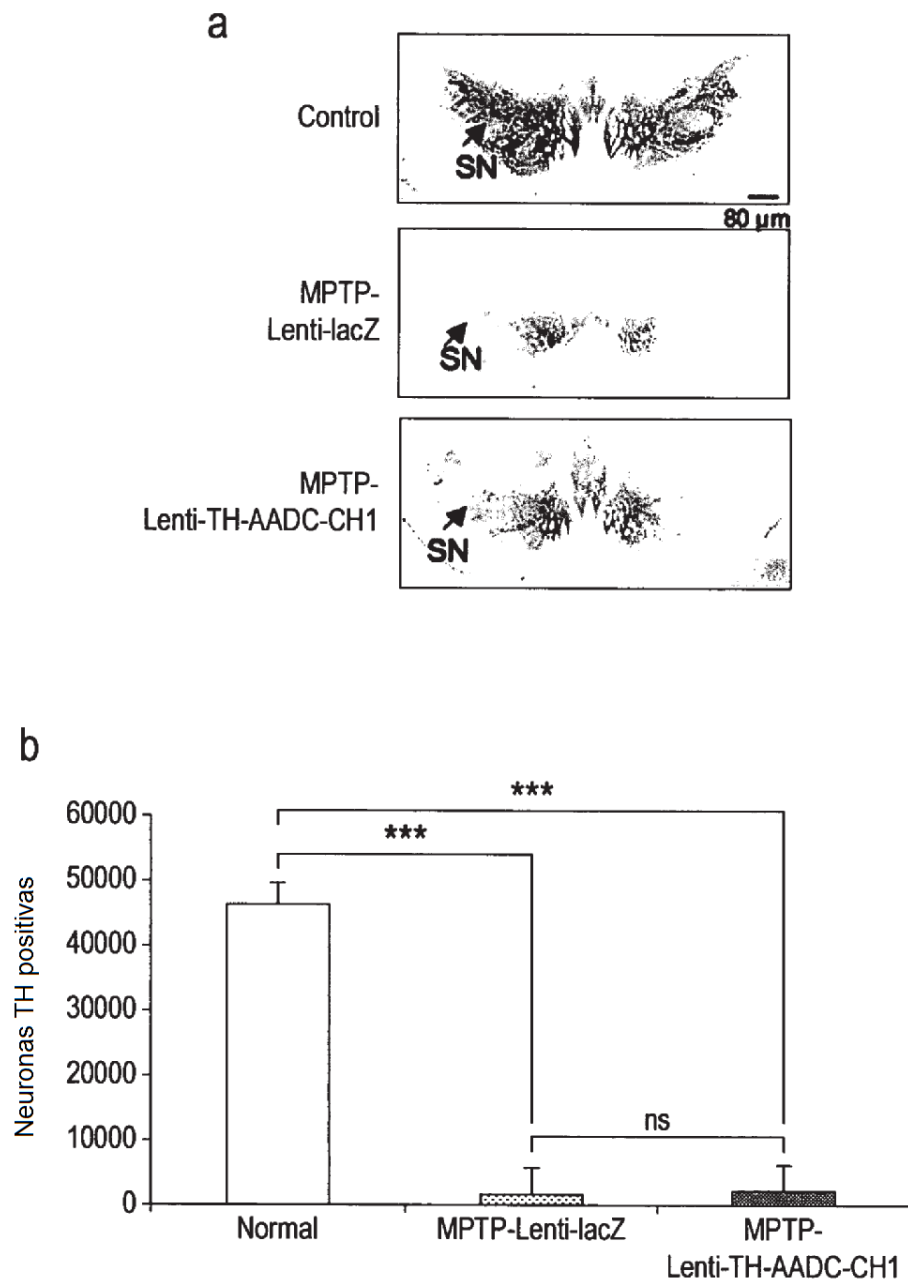 a
Control
SN
80 µm
MPTP-
Lenti-lacZ
SN
MPTP-
Lenti-TH-AADC-CH1
SN
b
***
***
ns
60000
50000
40000
30000
20000
10000
0
Neuronas TH positivas
Normal
MPTP-Lenti-lacZ
MPTP-
Lenti-TH-AADC-CH1